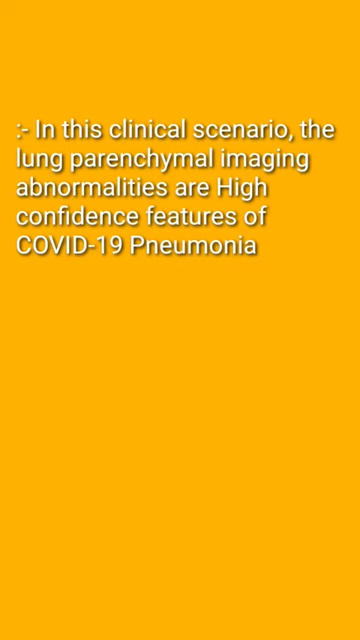 :- In this clinical scenario, the
lung parenchymal imaging
abnormalities are High
confidence features of
COVID-19 Pneumonia